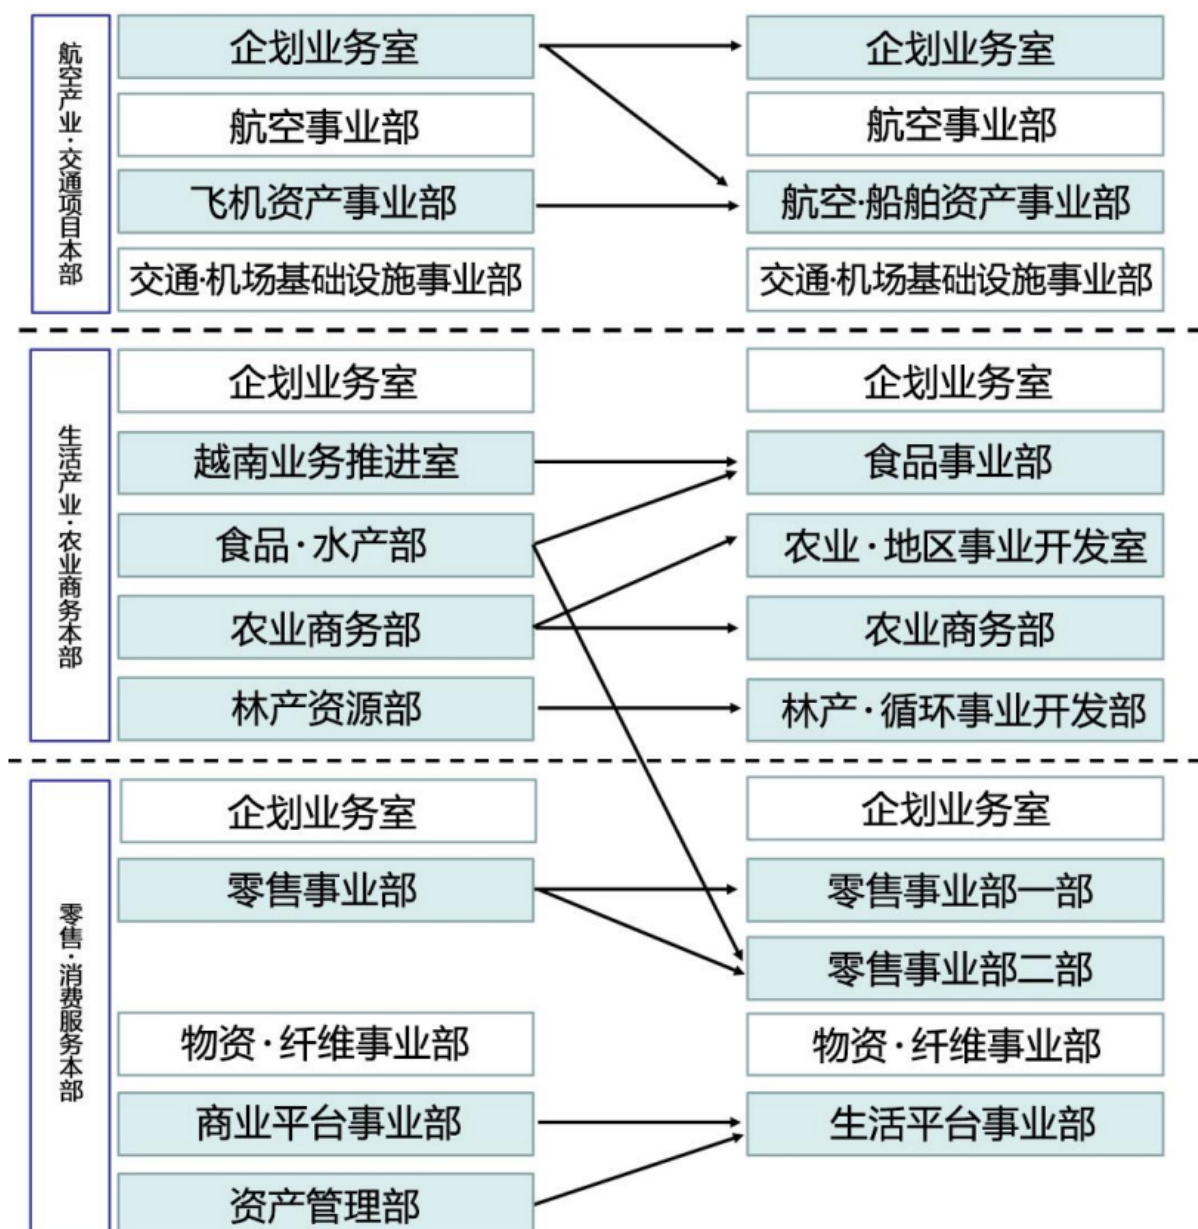 航空产业·交通项目本部
企划业务室
企划业务室
航空事业部
航空事业部
飞机资产事业部
航空·船舶资产事业部
交通·机场基础设施事业部
交通·机场基础设施事业部
生活产业·农业商务本部
企划业务室
企划业务室
越南业务推进室
食品事业部
食品·水产部
农业·地区事业开发室
农业商务部
农业商务部
林产资源部
林产·循环事业开发部
零售·消费服务本部
企划业务室
企划业务室
零售事业部
零售事业部一部
零售事业部二部
物资·纤维事业部
物资·纤维事业部
商业平台事业部
生活平台事业部
资产管理部